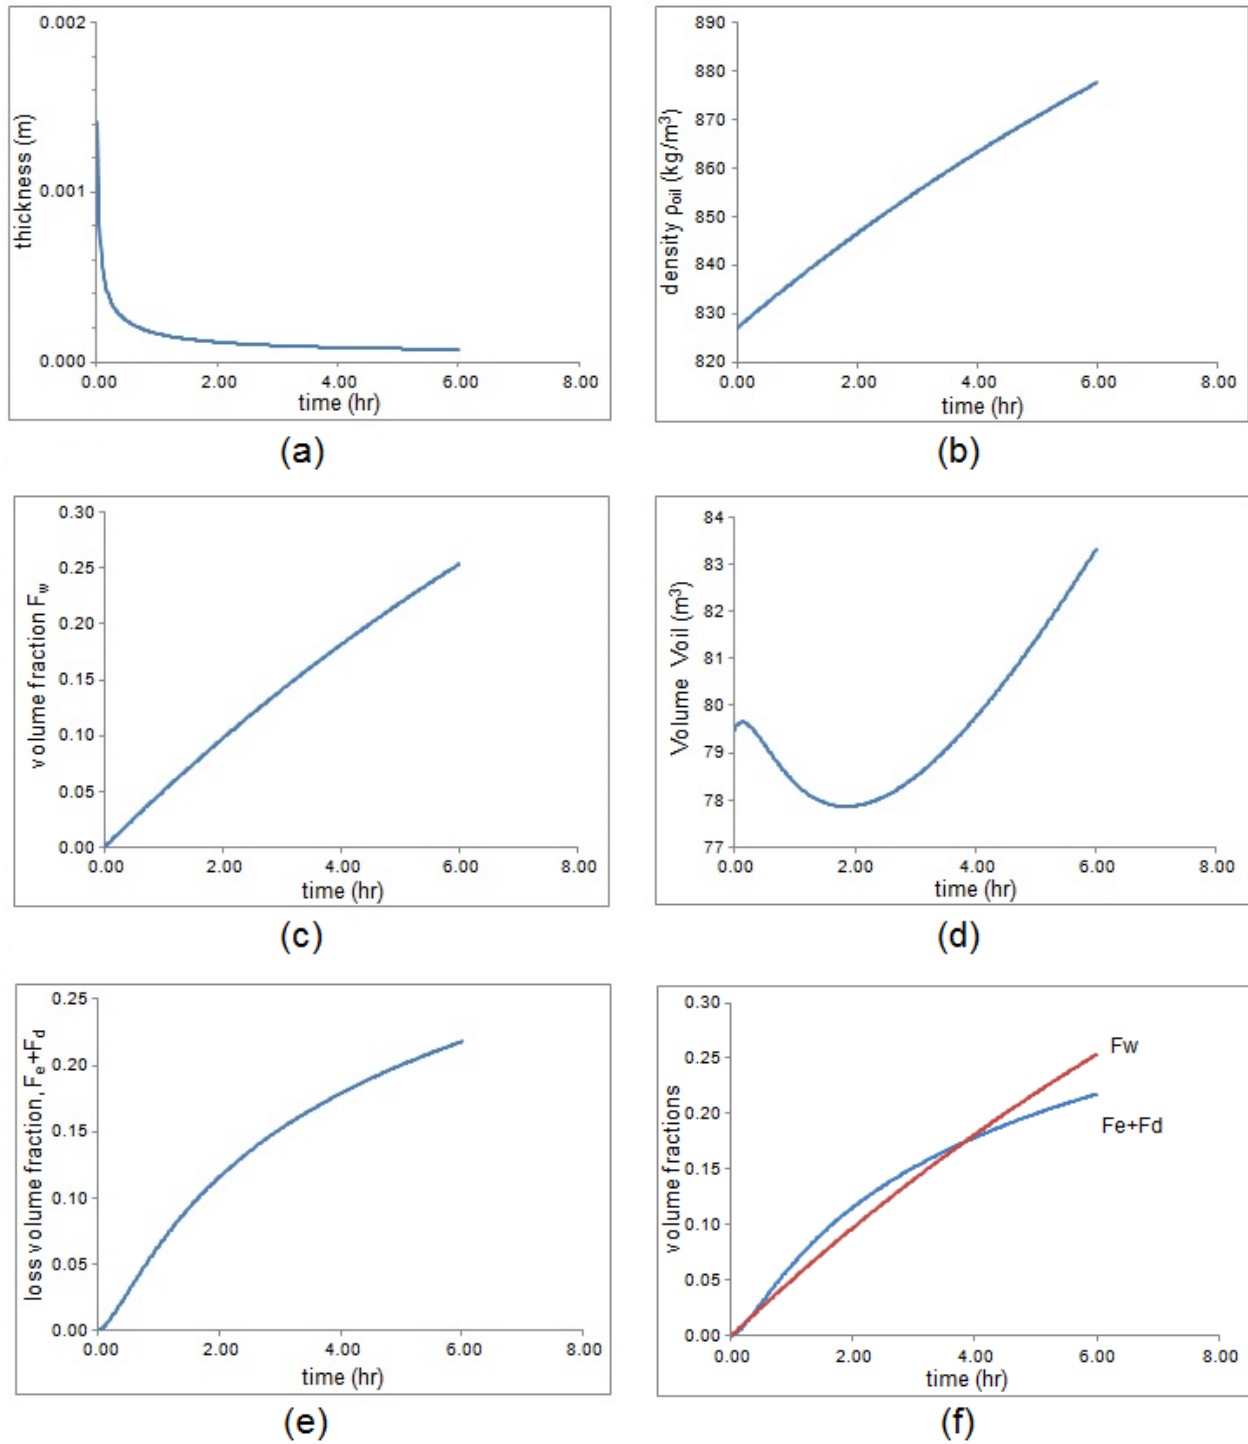 thickness (m)
0.002
0.001
0.000
0.00 2.00 4.00 6.00 8.00
time (hr)
(a)
density ρoil (kg/m3)
890
880
870
860
850
840
830
820
0.00 2.00 4.00 6.00 8.00
time (hr)
(b)
volume fraction Fw
0.30
0.25
0.20
0.15
0.10
0.05
0.00
0.00 2.00 4.00 6.00 8.00
time (hr)
(c)
Volume Voil (m3)
84
83
82
81
80
79
78
77
0.00 2.00 4.00 6.00 8.00
time (hr)
(d)
loss volume fraction, Fe+Fd
0.25
0.20
0.15
0.10
0.05
0.00
0.00 2.00 4.00 6.00 8.00
time (hr)
(e)
volume fractions
0.30
0.25
0.20
0.15
0.10
0.05
0.00
Fw
Fe+Fd
0.00 2.00 4.00 6.00 8.00
time (hr)
(f)